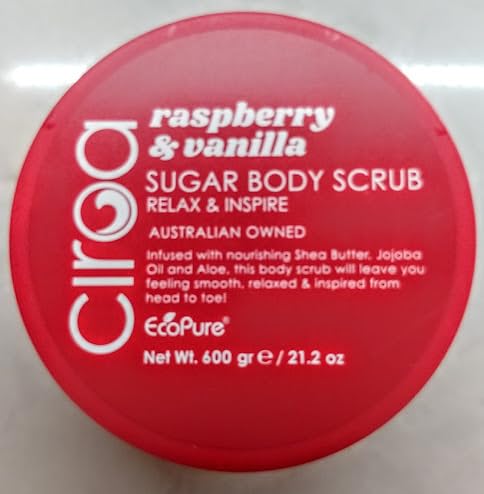 ciroa
raspberry
& vanilla
SUGAR BODY SCRUB
RELAX & INSPIRE
AUSTRALIAN OWNED
Infused with nourishing Shea Butter, Jojoba
Oil and Aloe, this body scrub will leave you
feeling smooth, relaxed & inspired from
head to toe!
EcoPure®
Net Wt. 600 gr ℮ / 21.2 oz